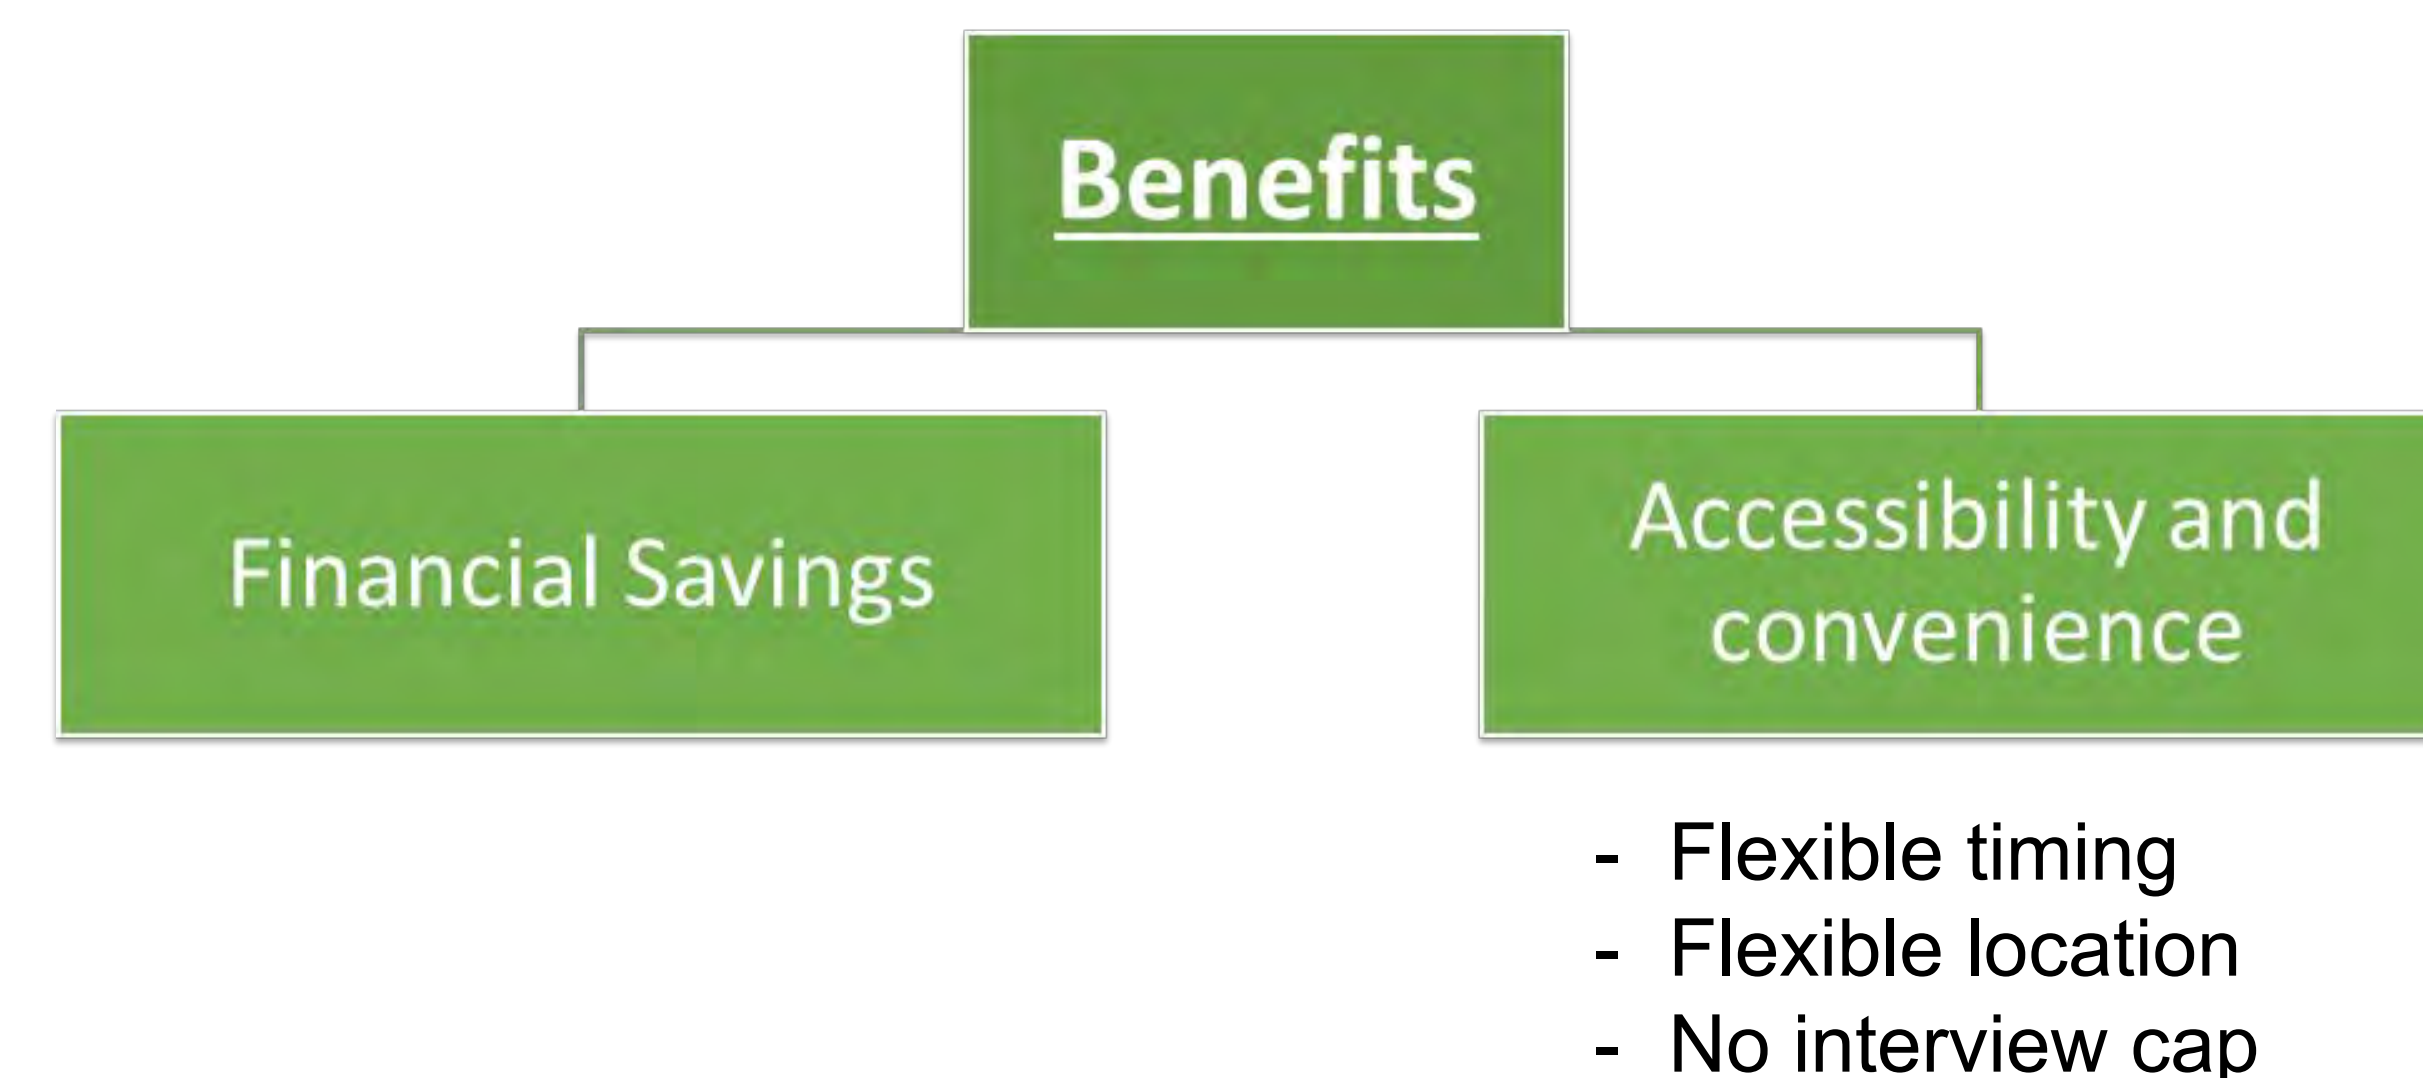 Benefits
Financial Savings
Accessibility and
convenience
- Flexible timing
- Flexible location
- No interview cap